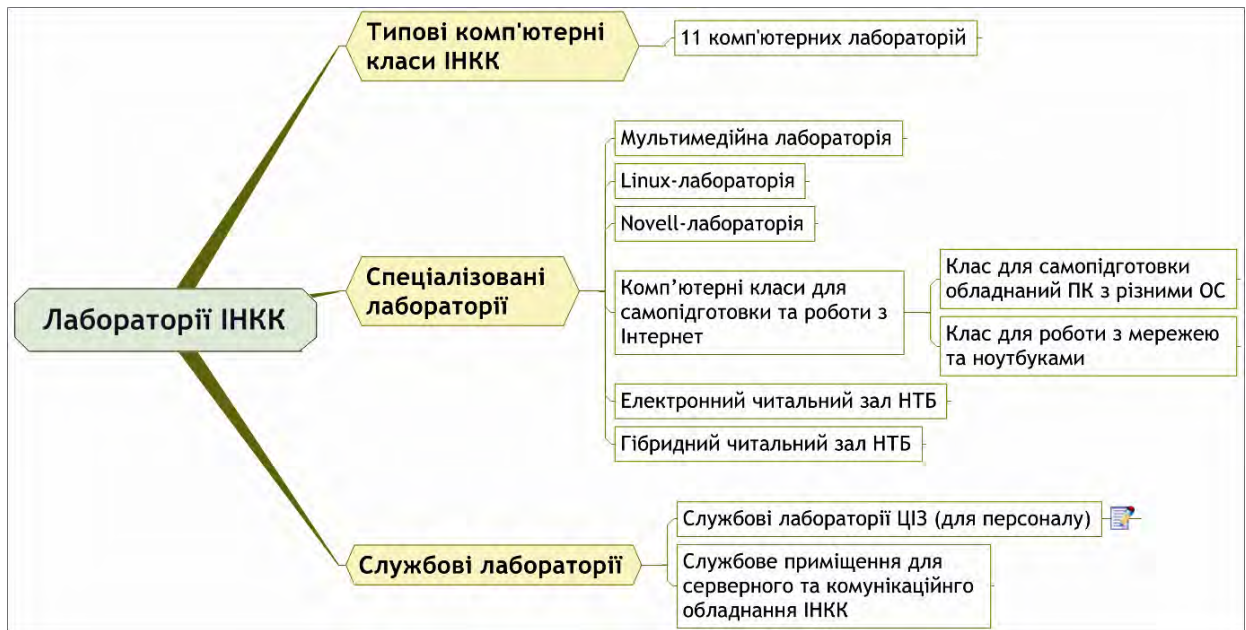 Типові комп'ютерні
класи ІНКК
11 комп'ютерних лабораторій
Мультимедійна лабораторія
Linux-лабораторія
Novell-лабораторія
Спеціалізовані
лабораторії
Комп’ютерні класи для
самопідготовки та роботи з
Інтернет
Клас для самопідготовки
обладнаний ПК з різними ОС
Клас для роботи з мережею
та ноутбуками
Лабораторії ІНКК
Електронний читальний зал НТБ
Гібридний читальний зал НТБ
Службові лабораторії
Службові лабораторії ЦІЗ (для персоналу)
Службове приміщення для
серверного та комунікаційнго
обладнання ІНКК